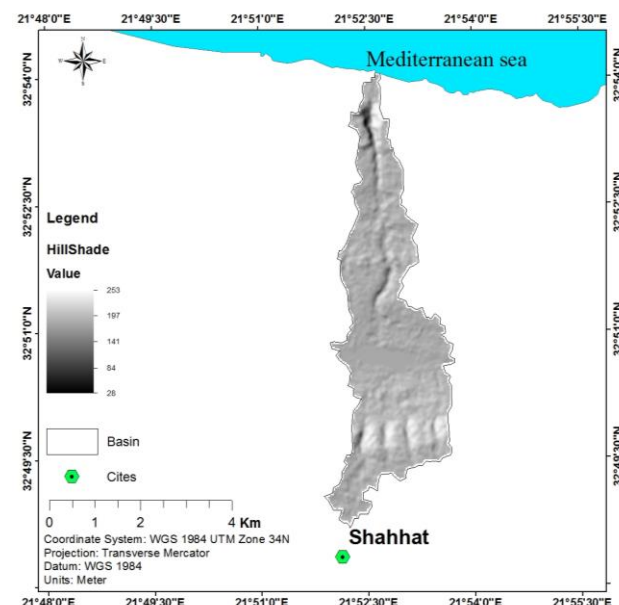 21°48'0"E 21°49'30"E 21°51'0"E 21°52'30"E 21°54'0"E 21°55'30"E
Mediterranean sea
N
W E
S
32°54'0"N 32°54'0"N
32°52'30"N 32°52'30"N
Legend
HillShade
Value
253
197
141
84
26
32°51'0"N 32°51'0"N
Basin
32°49'30"N 32°49'30"N
Cites
0 1 2 4 Km
Shahhat
Coordinate System: WGS 1984 UTM Zone 34N
Projection: Transverse Mercator
Datum: WGS 1984
Units: Meter
21°48'0"E 21°49'30"E 21°51'0"E 21°52'30"E 21°54'0"E 21°55'30"E